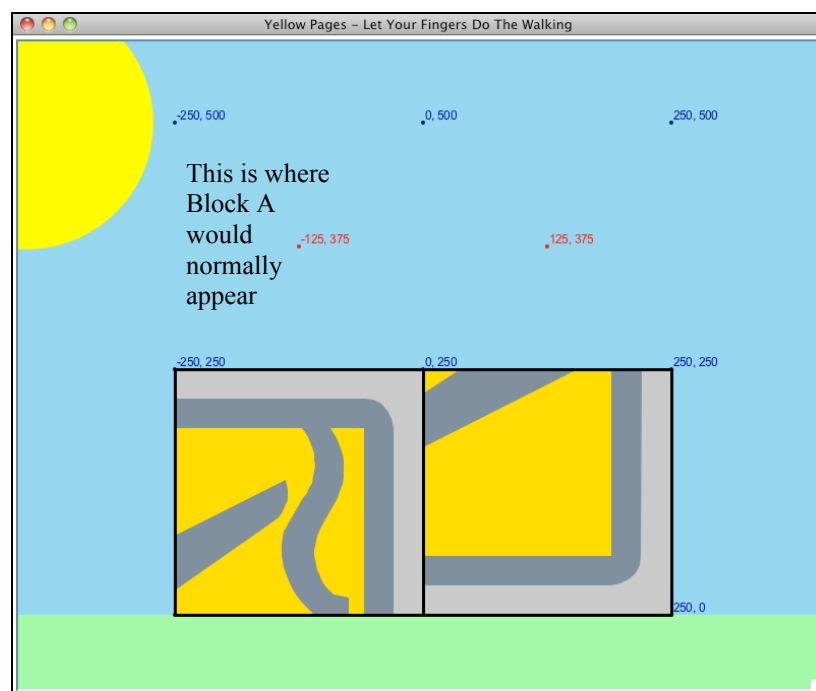 Yellow Pages – Let Your Fingers Do The Walking
-250, 500
0, 500
250, 500
This is where
Block A
would
normally
appear
-125, 375
125, 375
-250, 250
0, 250
250, 250
250, 0